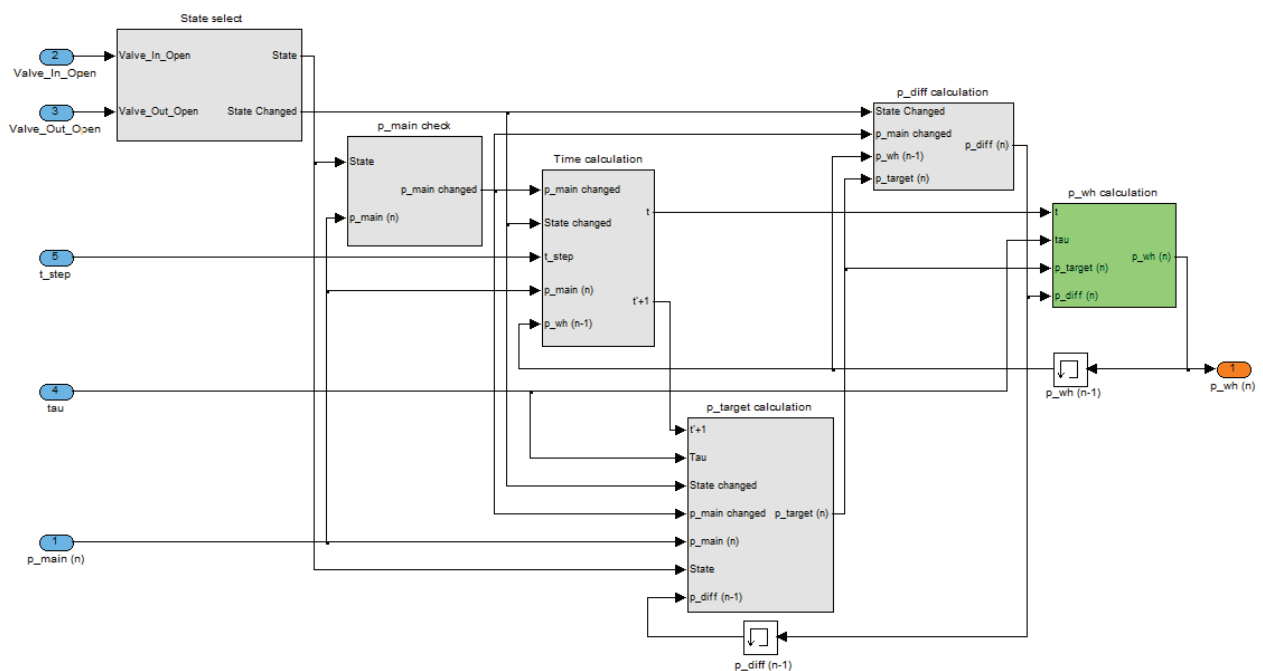 State select
2
Valve_In_Open
3
Valve_Out_Open
Valve_In_Open
State
Valve_Out_Open
State Changed
p_main check
State
p_main changed
p_main (n)
5
t_step
Time calculation
p_main changed
t
State changed
t_step
p_main (n)
t'+1
p_wh (n-1)
p_diff calculation
State Changed
p_main changed
p_diff (n)
p_wh (n-1)
p_target (n)
p_wh calculation
t
tau
p_wh (n)
p_target (n)
p_diff (n)
p_wh (n-1)
1
p_wh (n)
4
tau
p_target calculation
t'+1
Tau
State changed
p_main changed
p_target (n)
p_main (n)
State
p_diff (n-1)
1
p_main (n)
p_diff (n-1)